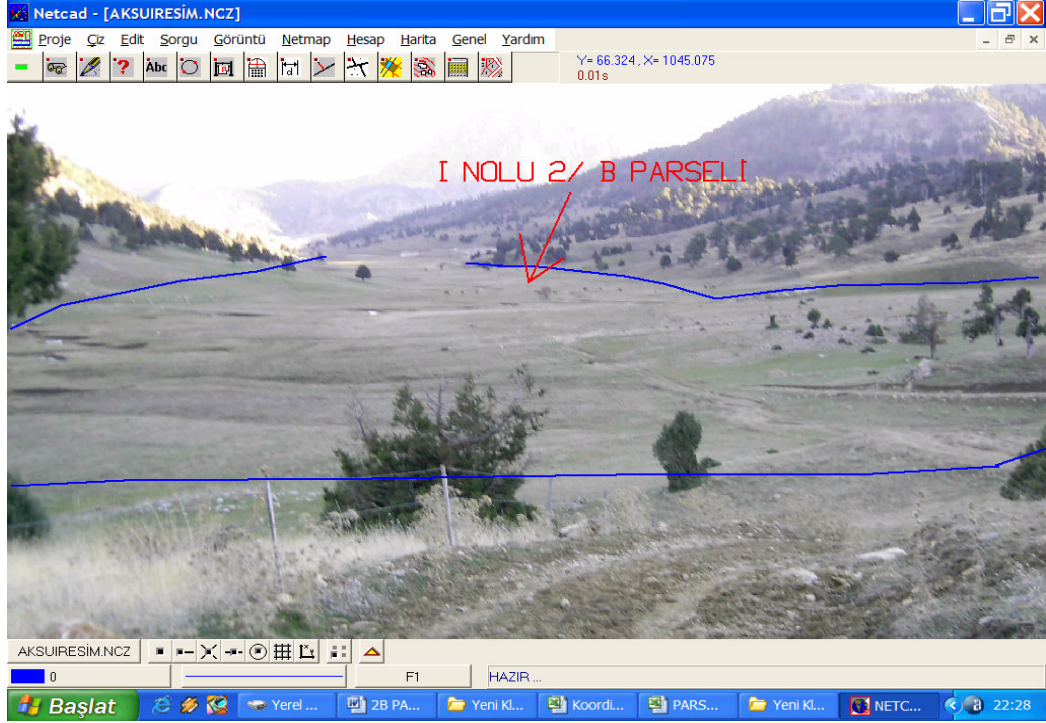 Netcad - [AKSUIRESİM.NCZ]
Proje Çiz Edit Sorgu Görüntü Netmap Hesap Harita Genel Yardım
Abc
Y= 66.324 , X= 1045.075
0.01s
I NOLU 2/ B PARSELİ
AKSUIRESİM.NCZ
0 F1 HAZIR ...
Başlat Yerel ... 2B PA... Yeni Kl... Koordi... PARS... Yeni Kl... NETC... 22:28